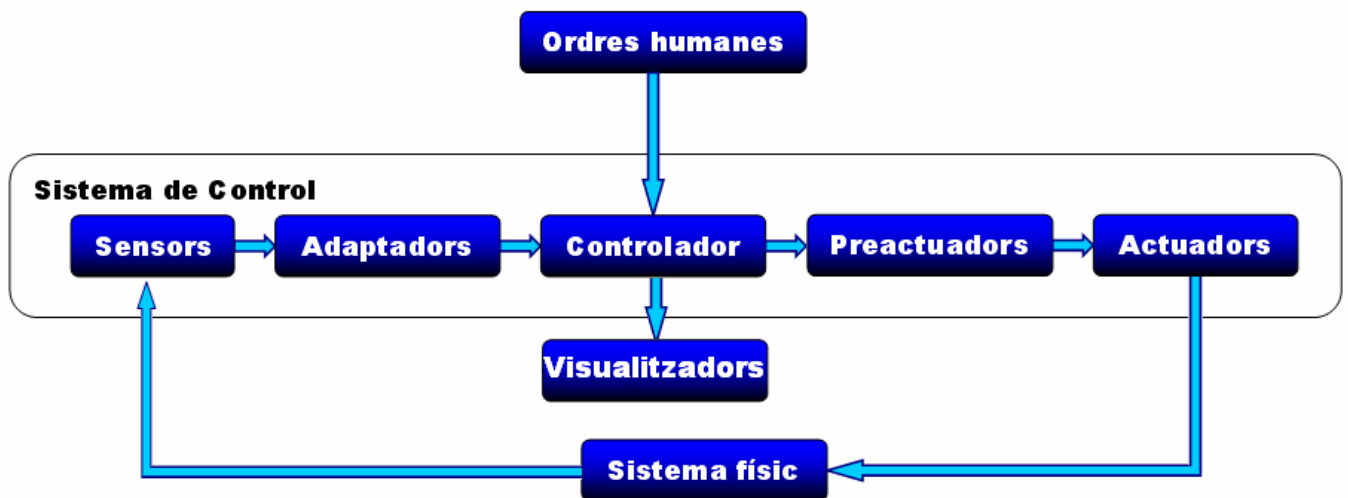 Ordres humanes
Sistema de Control
Sensors
Adaptadors
Controlador
Preactuadors
Actuadors
Visualitzadors
Sistema físic